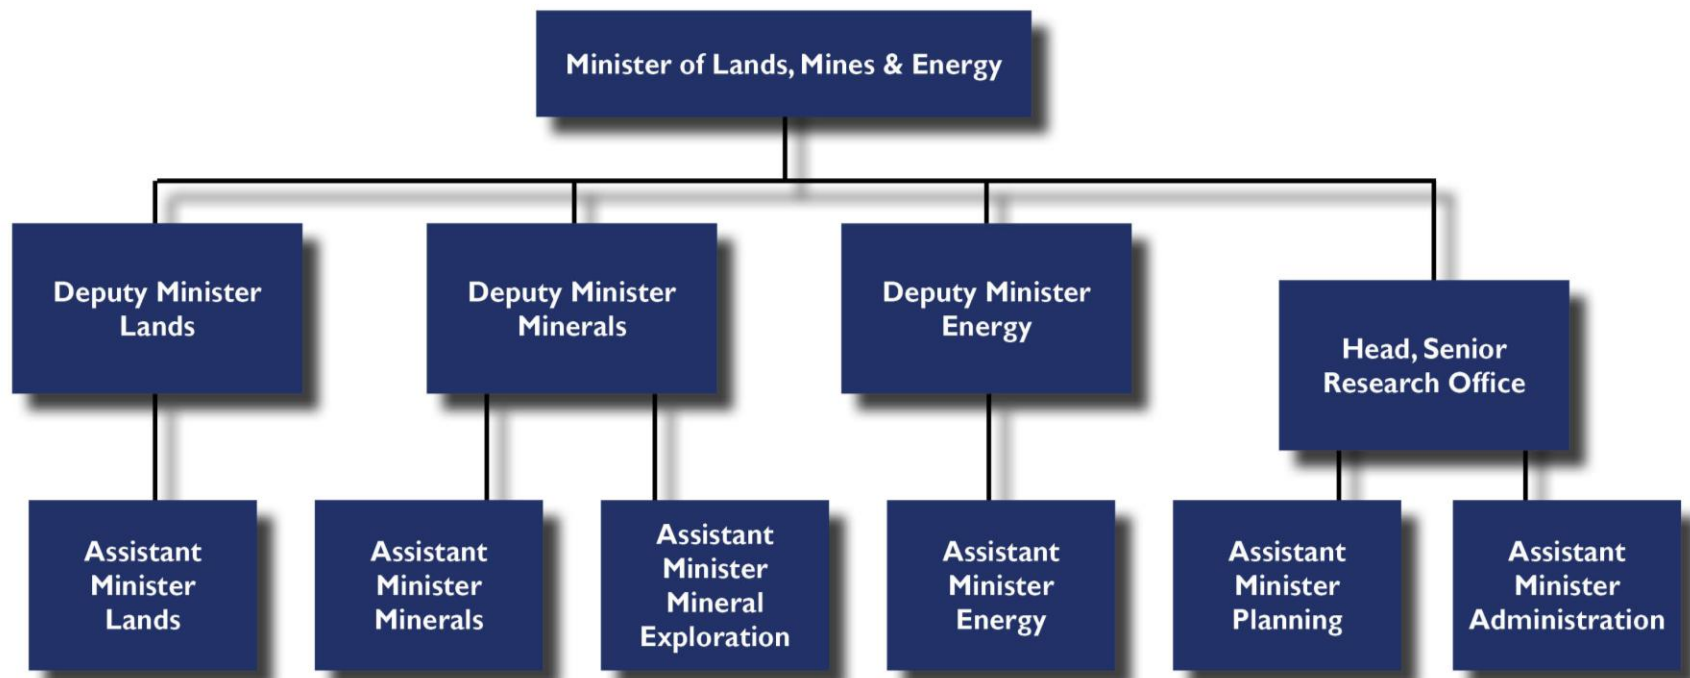 Minister of Lands, Mines & Energy
Deputy Minister
Lands
Deputy Minister
Minerals
Deputy Minister
Energy
Head, Senior
Research Office
Assistant
Minister
Lands
Assistant
Minister
Minerals
Assistant
Minister
Mineral
Exploration
Assistant
Minister
Energy
Assistant
Minister
Planning
Assistant
Minister
Administration